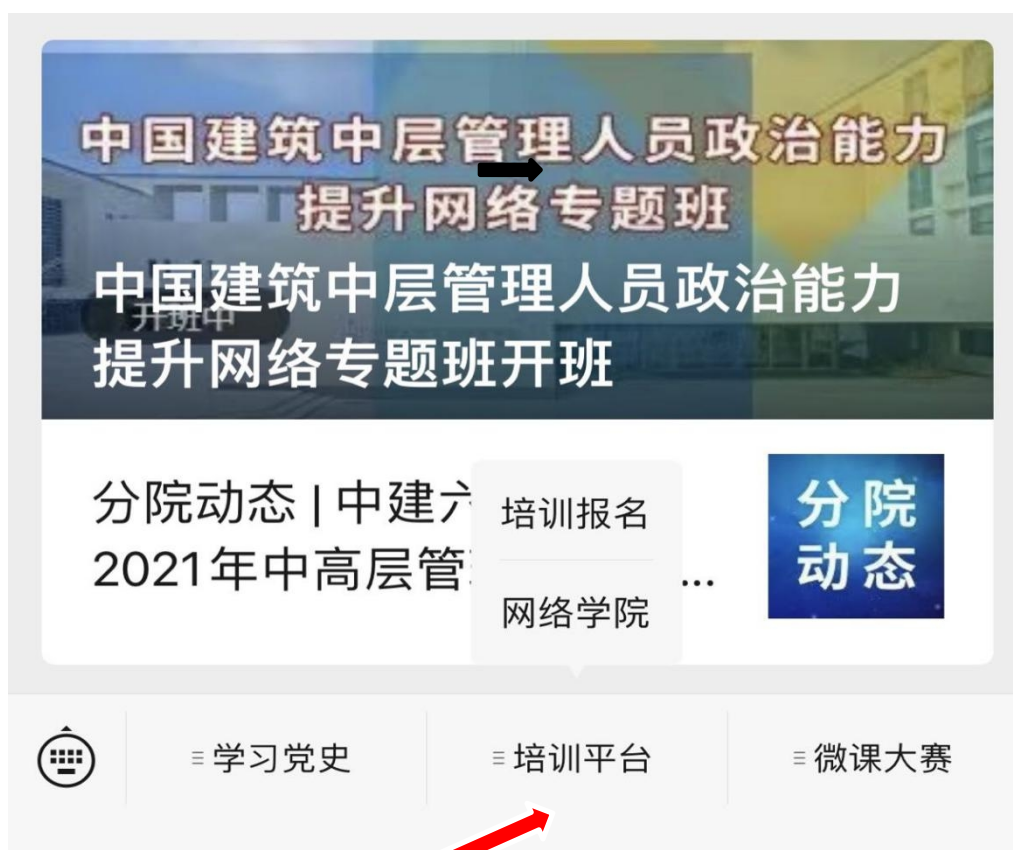 中国建筑中层管理人员政治能力
提升网络专题班
中国建筑中层管理人员政治能力
开班中
提升网络专题班开班
分院动态 | 中建六
2021年中高层管
...
分院
动态
培训报名
网络学院
学习党史
培训平台
微课大赛